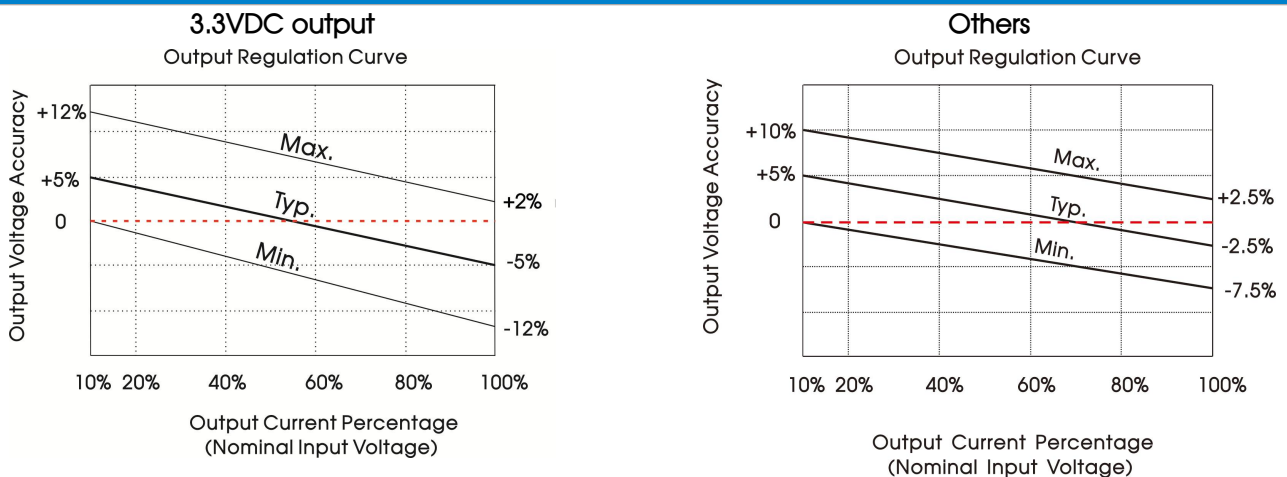 3.3VDC output
Output Regulation Curve
Output Voltage Accuracy
+12%
+5%
0
Max.
Typ.
Min.
+2%
-5%
-12%
10% 20% 40% 60% 80% 100%
Output Current Percentage
(Nominal Input Voltage)
Others
Output Regulation Curve
Output Voltage Accuracy
+10%
+5%
0
Max.
Typ.
Min.
+2.5%
-2.5%
-7.5%
10% 20% 40% 60% 80% 100%
Output Current Percentage
(Nominal Input Voltage)